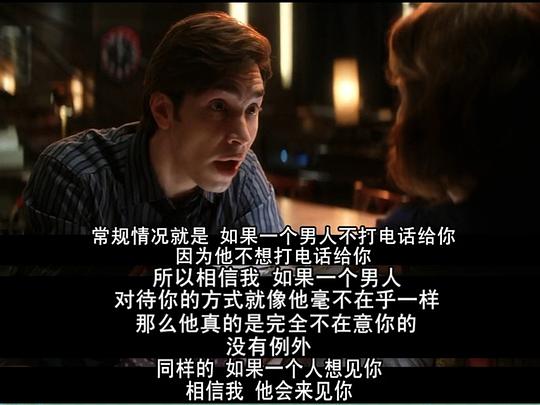 常规情况就是 如果一个男人不打电话给你
因为他不想打电话给你
所以相信我 如果一个男人
对待你的方式就像他毫不在乎一样
那么他真的是完全不在意你的
没有例外
同样的 如果一个人想见你
相信我 他会来见你